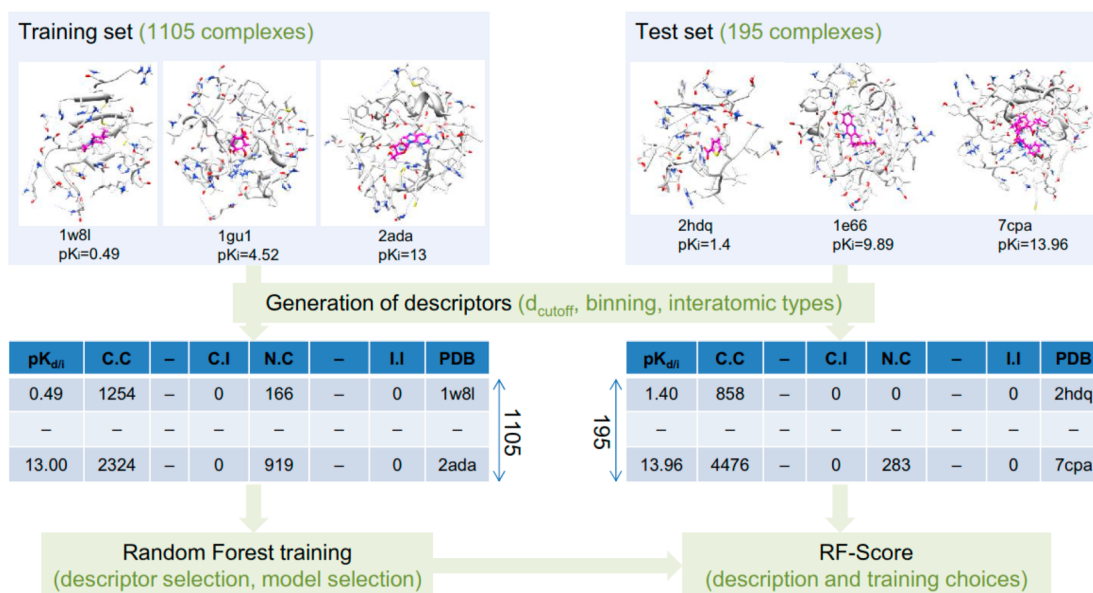 Training set (1105 complexes)
1w8l
pKi=0.49
1gu1
pKi=4.52
2ada
pKi=13
Test set (195 complexes)
2hdq
pKi=1.4
1e66
pKi=9.89
7cpa
pKi=13.96
Generation of descriptors (dcutoff, binning, interatomic types)
pKd/i C.C – C.I N.C – I.I PDB
0.49 1254 – 0 166 – 0 1w8l
– – – – – – – –
13.00 2324 – 0 919 – 0 2ada
1105
pKd/i C.C – C.I N.C – I.I PDB
1.40 858 – 0 0 – 0 2hdq
– – – – – – – –
13.96 4476 – 0 283 – 0 7cpa
195
Random Forest training
(descriptor selection, model selection)
RF-Score
(description and training choices)